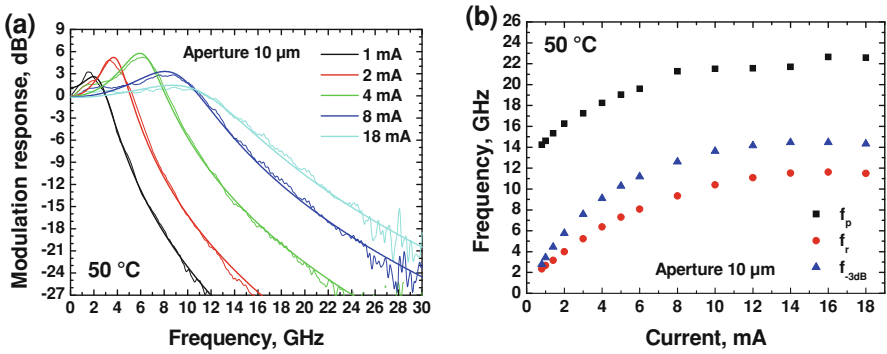 (a)
Modulation response, dB
9
6
3
0
-3
-6
-9
-12
-15
-18
-21
-24
-27
Aperture 10 µm
1 mA
2 mA
4 mA
8 mA
18 mA
50 °C
0 2 4 6 8 10 12 14 16 18 20 22 24 26 28 30
Frequency, GHz
(b)
Frequency, GHz
26
24
22
20
18
16
14
12
10
8
6
4
2
0
50 °C
fp
fr
f-3dB
Aperture 10 µm
0 2 4 6 8 10 12 14 16 18
Current, mA